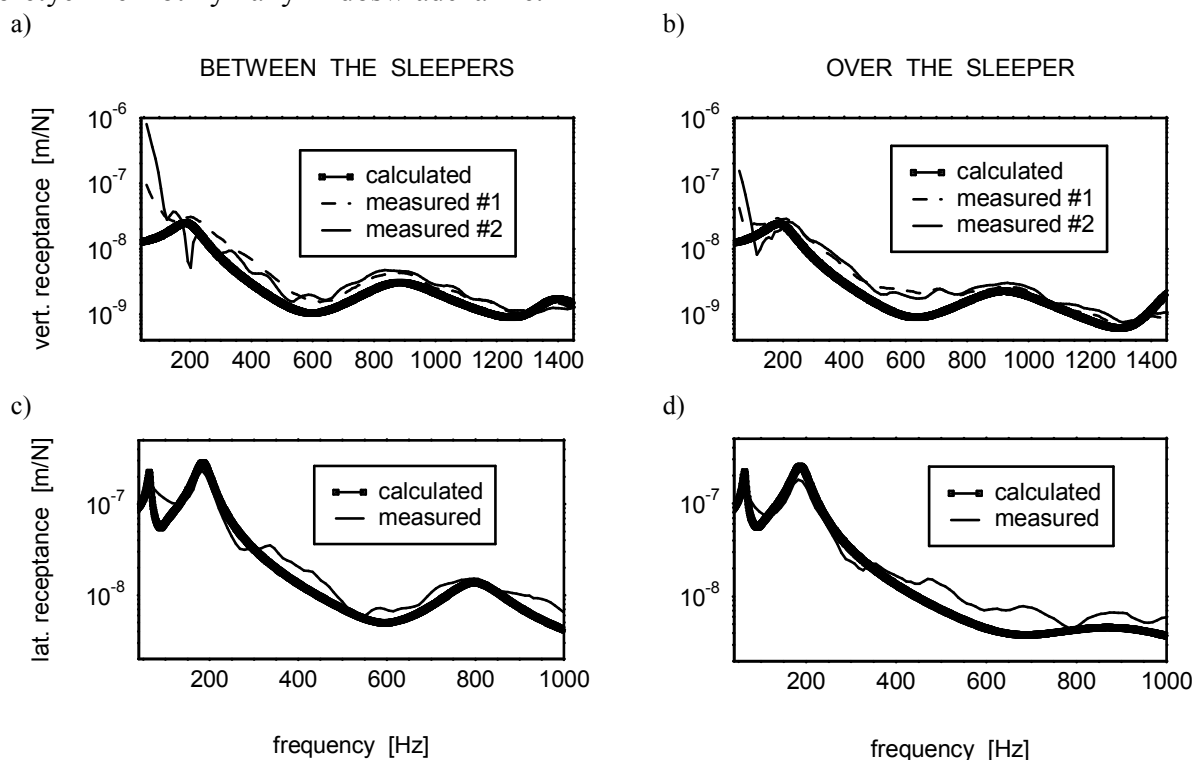 a)
b)
BETWEEN THE SLEEPERS
OVER THE SLEEPER
vert. receptance [m/N]
10-6
10-7
10-8
10-9
calculated
measured #1
measured #2
200 400 600 800 1000 1200 1400
10-6
10-7
10-8
10-9
calculated
measured #1
measured #2
200 400 600 800 1000 1200 1400
c)
d)
lat. receptance [m/N]
10-7
10-8
calculated
measured
200 400 600 800 1000
10-7
10-8
calculated
measured
200 400 600 800 1000
frequency [Hz]
frequency [Hz]